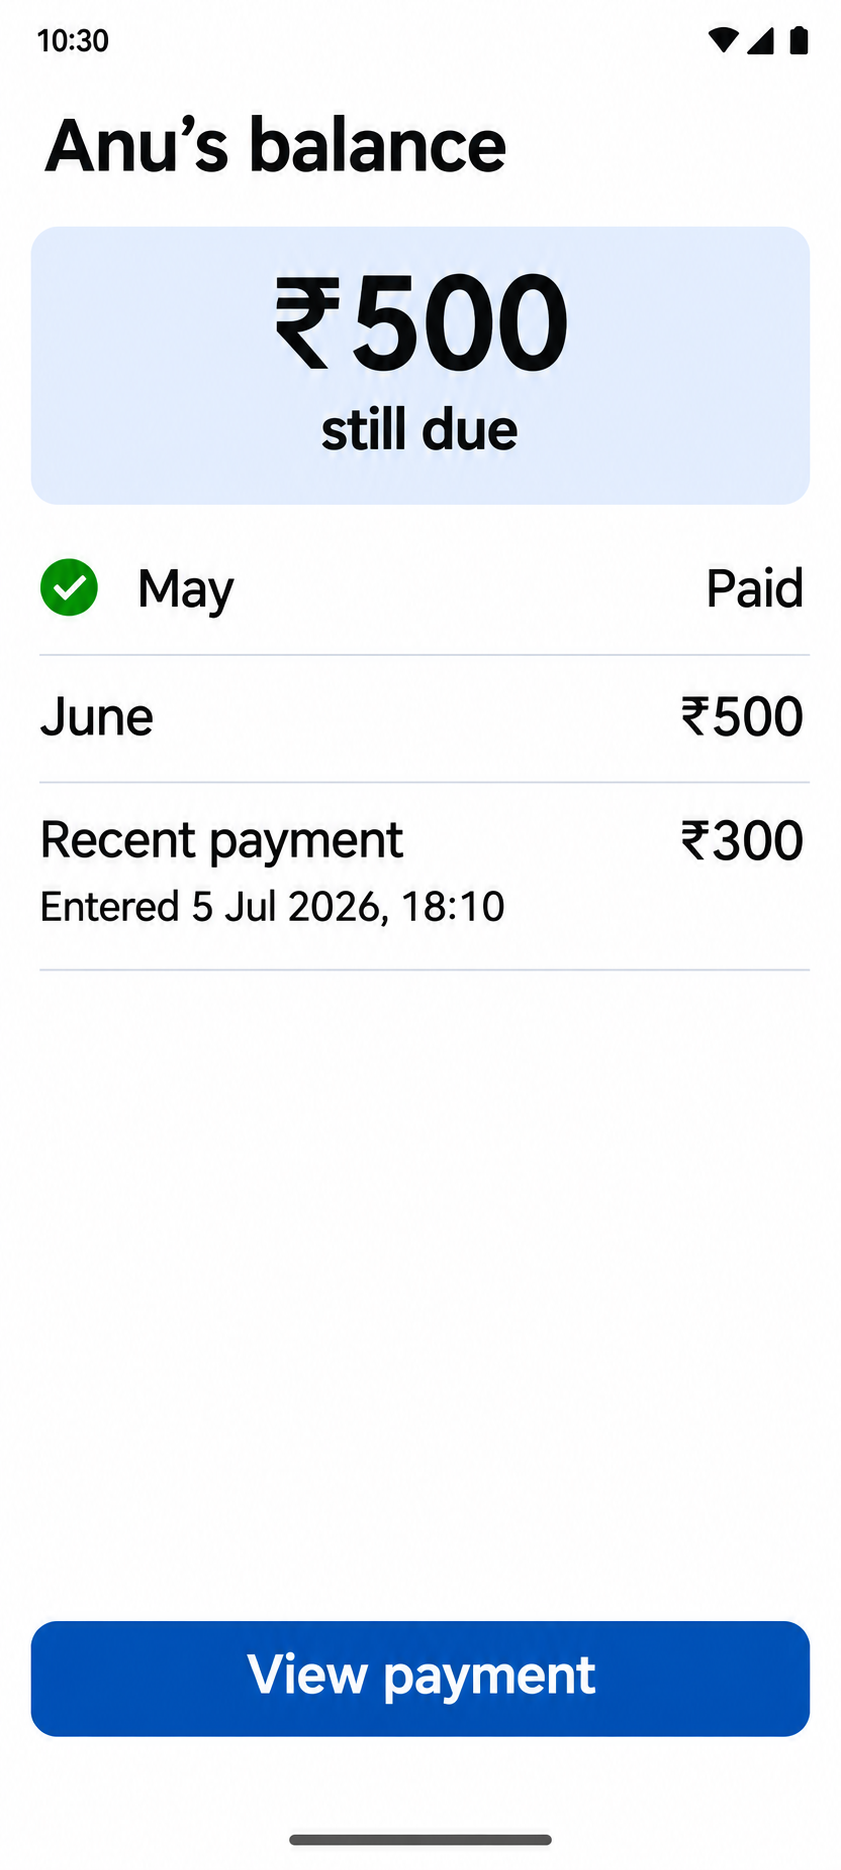 10:30
Anu’s balance
₹500
still due
May Paid
June ₹500
Recent payment ₹300
Entered 5 Jul 2026, 18:10
View payment